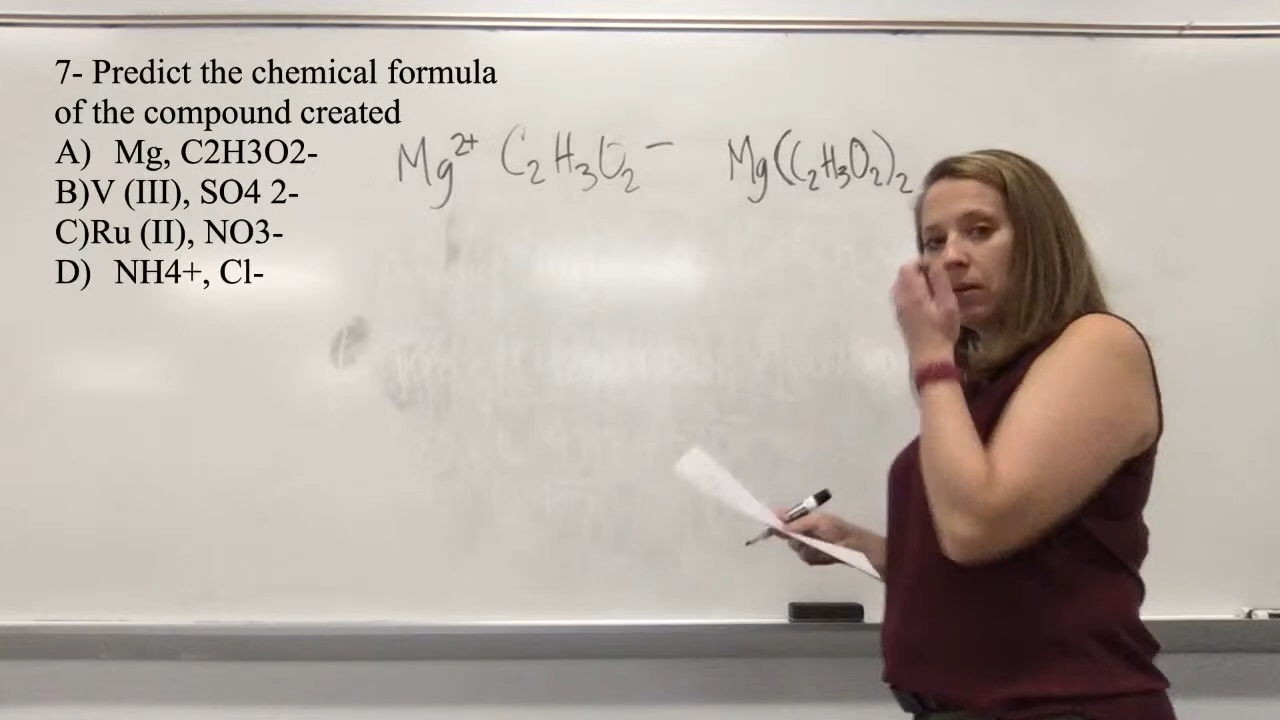 7- Predict the chemical formula
of the compound created
A) Mg, C2H3O2-
B)V (III), SO4 2-
C)Ru (II), NO3-
D) NH4+, Cl-
Mg²⁺ C₂H₃O₂⁻ Mg(C₂H₃O₂)₂